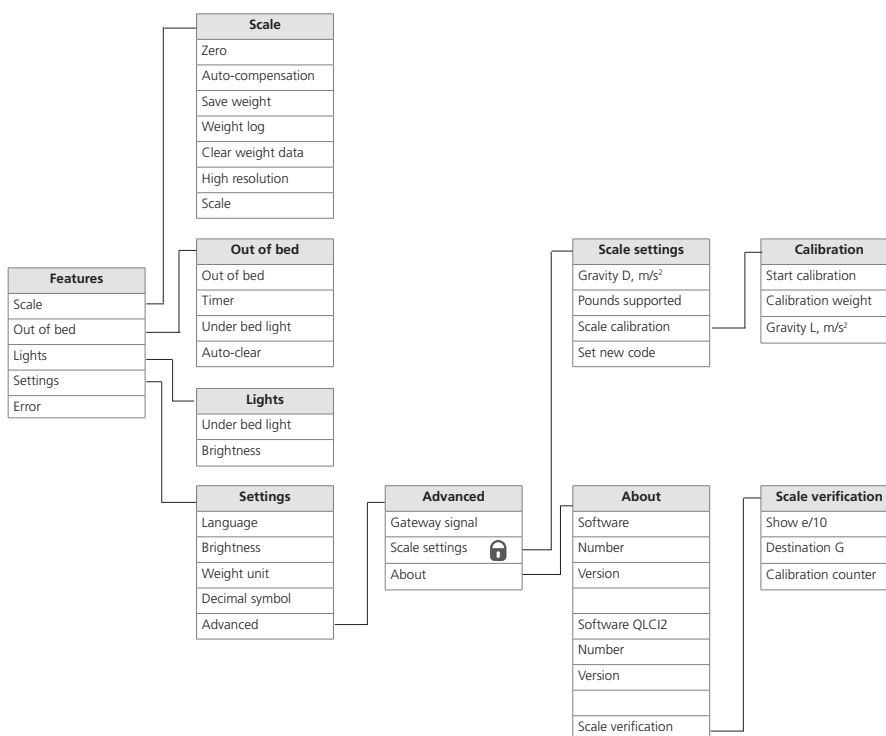 Scale
Zero
Auto-compensation
Save weight
Weight log
Clear weight data
High resolution
Scale
Features
Scale
Out of bed
Lights
Settings
Error
Out of bed
Out of bed
Timer
Under bed light
Auto-clear
Lights
Under bed light
Brightness
Settings
Language
Brightness
Weight unit
Decimal symbol
Advanced
Advanced
Gateway signal
Scale settings
About
Scale settings
Gravity D, m/s²
Pounds supported
Scale calibration
Set new code
Calibration
Start calibration
Calibration weight
Gravity L, m/s²
About
Software
Number
Version
Software QLCI2
Number
Version
Scale verification
Scale verification
Show e/10
Destination G
Calibration counter